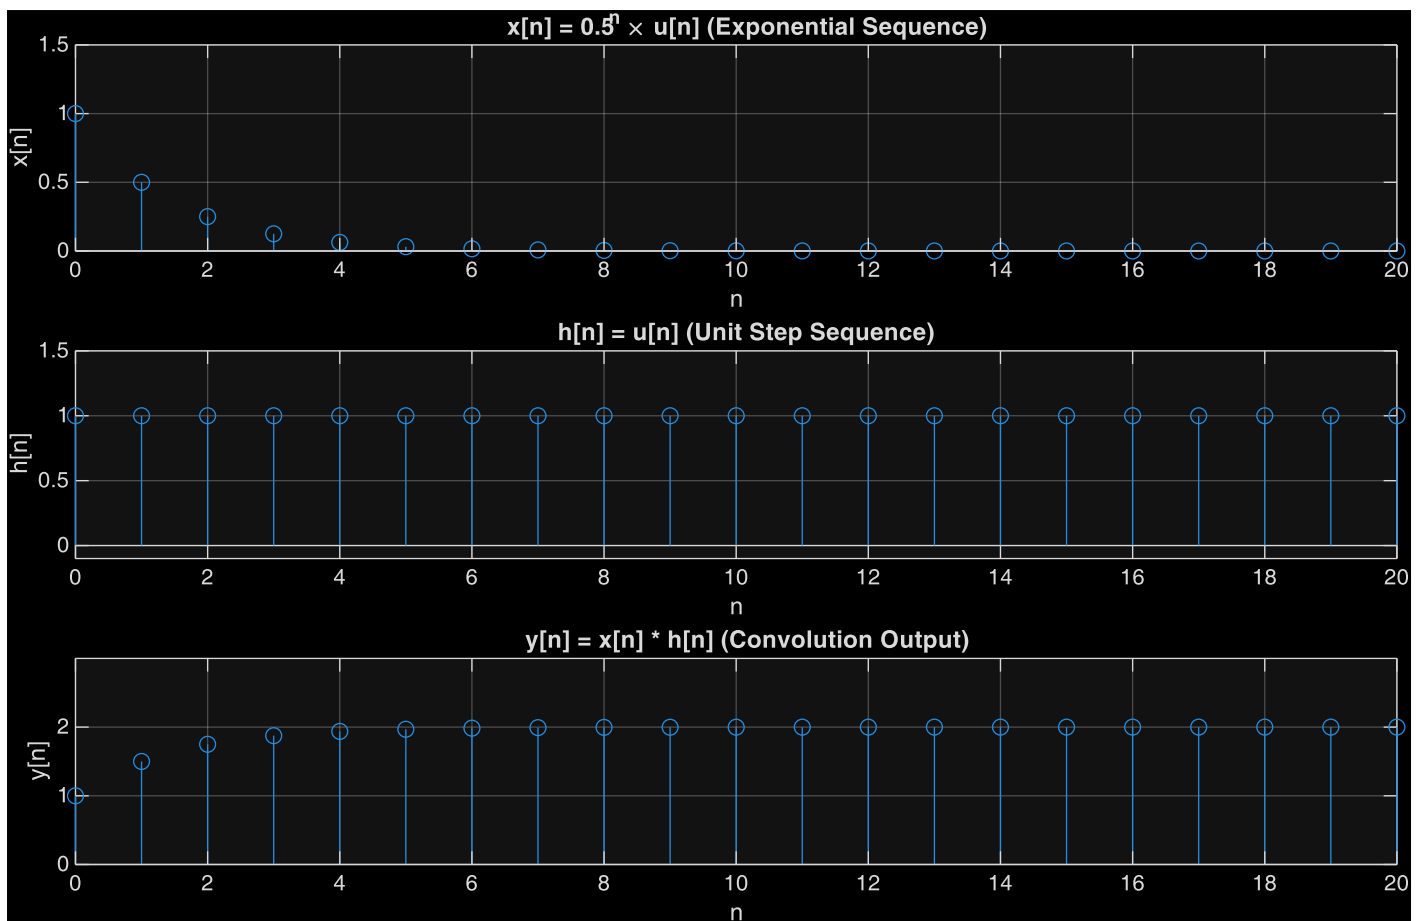 x[n] = 0.5ⁿ × u[n] (Exponential Sequence)
1.5
1
0.5
0
x[n]
0 2 4 6 8 10 12 14 16 18 20
n
h[n] = u[n] (Unit Step Sequence)
1.5
1
0.5
0
h[n]
0 2 4 6 8 10 12 14 16 18 20
n
y[n] = x[n] * h[n] (Convolution Output)
2
1
0
y[n]
0 2 4 6 8 10 12 14 16 18 20
n